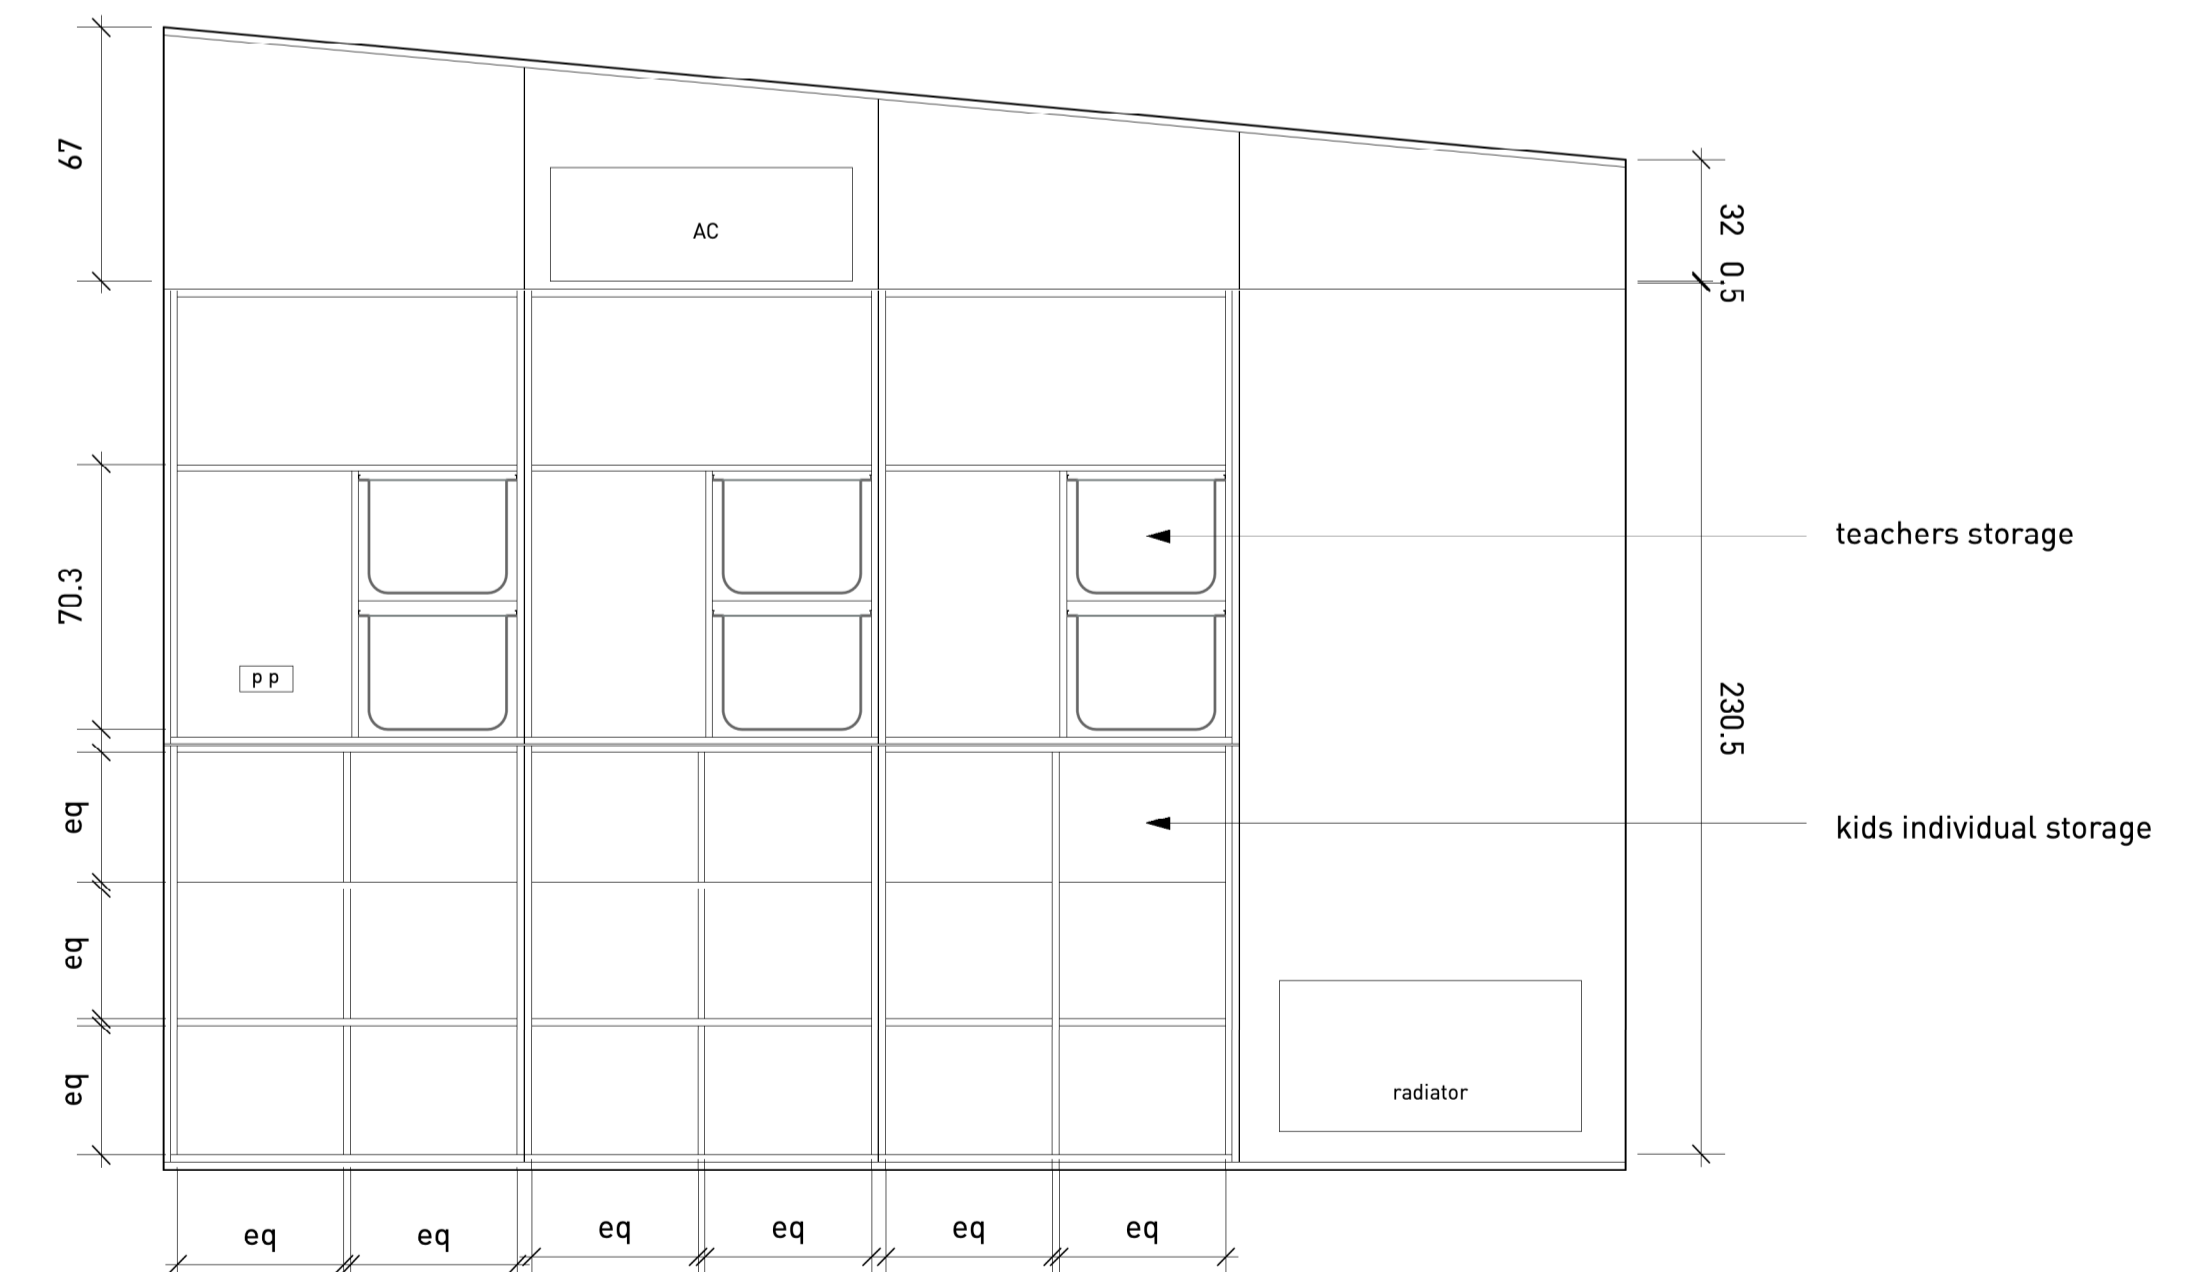 67
AC
32
0.5
teachers storage
70.3
p p
230.5
kids individual storage
eq
eq
eq
radiator
eq
eq
eq
eq
eq
eq